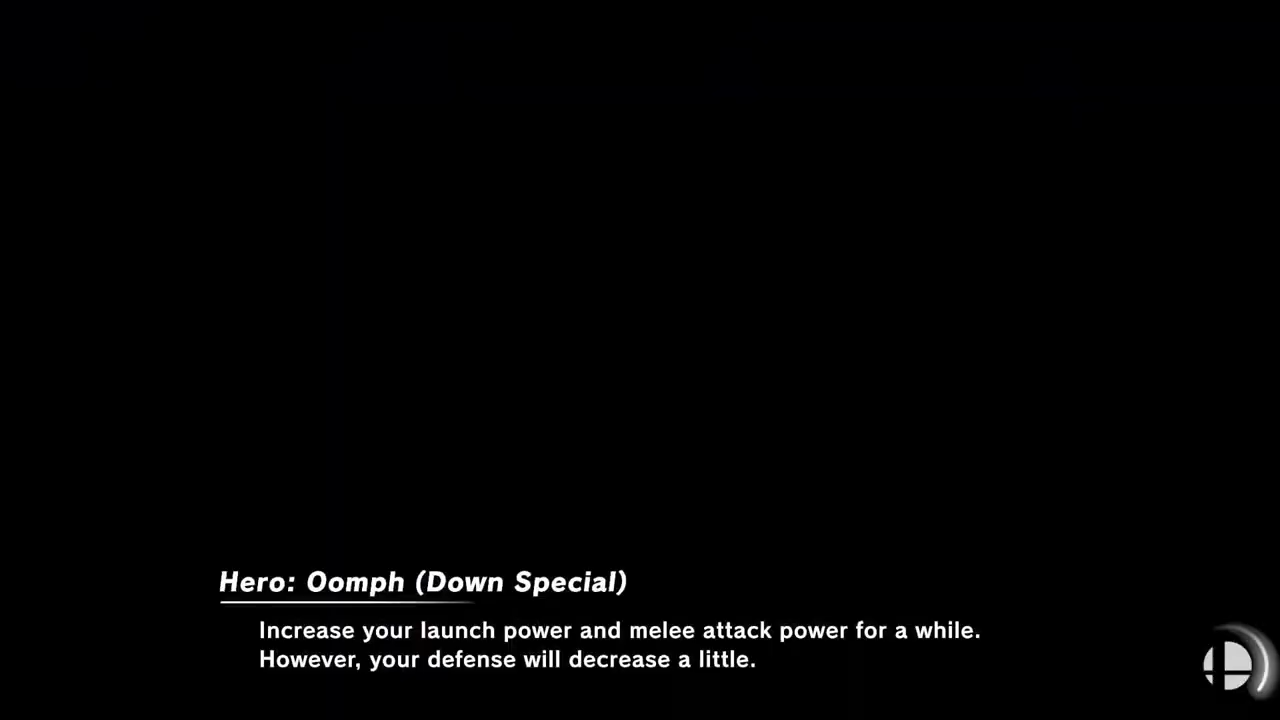 Hero: Oomph (Down Special)
Increase your launch power and melee attack power for a while.
However, your defense will decrease a little.